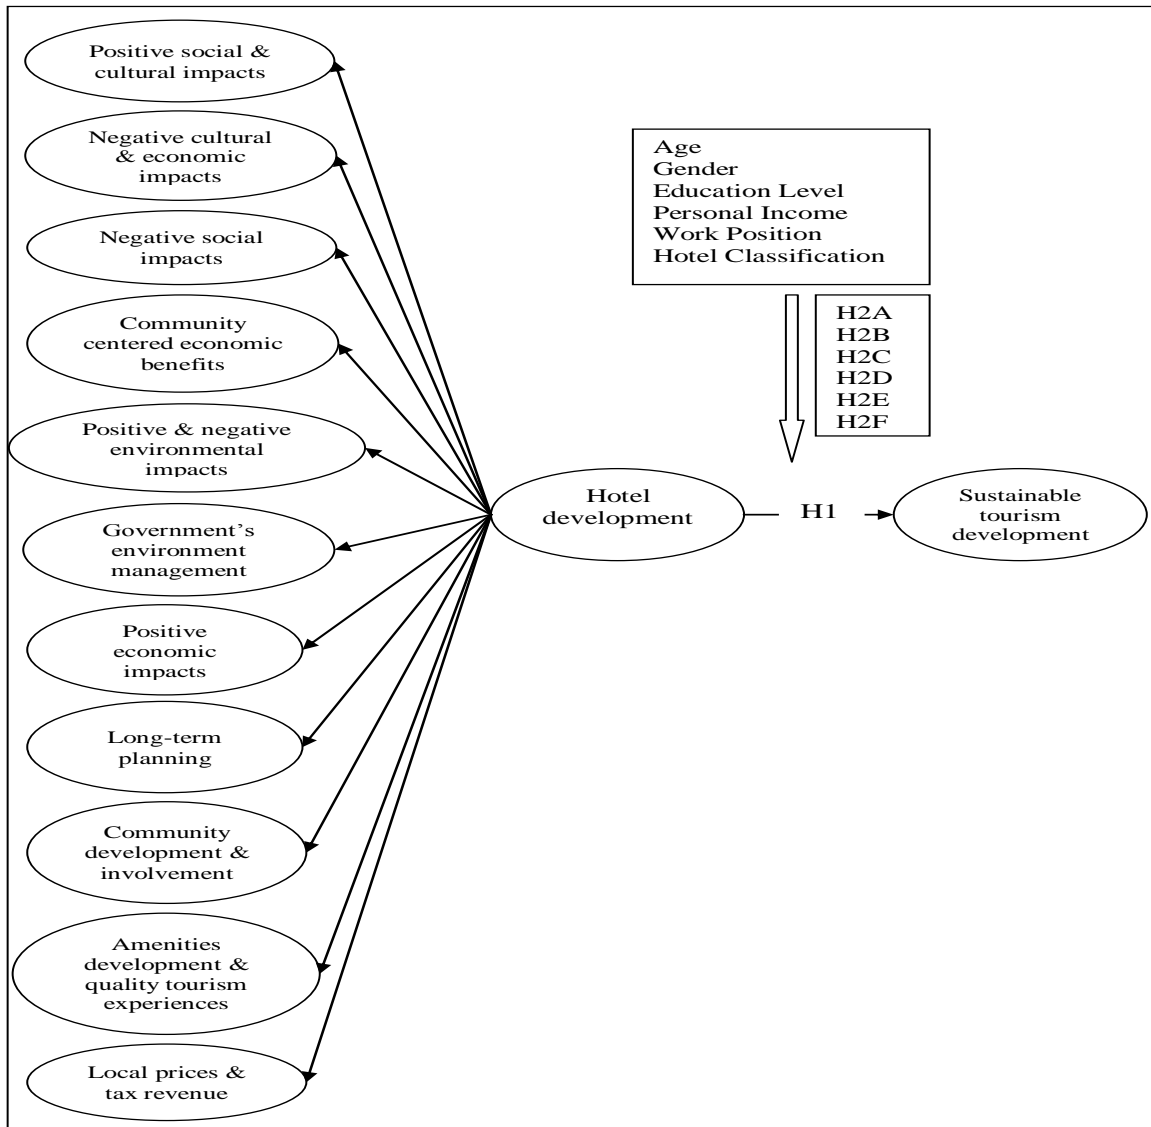 Positive social &
cultural impacts
Negative cultural
& economic
impacts
Negative social
impacts
Community
centered economic
benefits
Positive & negative
environmental
impacts
Government’s
environment
management
Positive
economic
impacts
Long-term
planning
Community
development &
involvement
Amenities
development &
quality tourism
experiences
Local prices &
tax revenue
Hotel
development
Age
Gender
Education Level
Personal Income
Work Position
Hotel Classification
H2A
H2B
H2C
H2D
H2E
H2F
H1
Sustainable
tourism
development